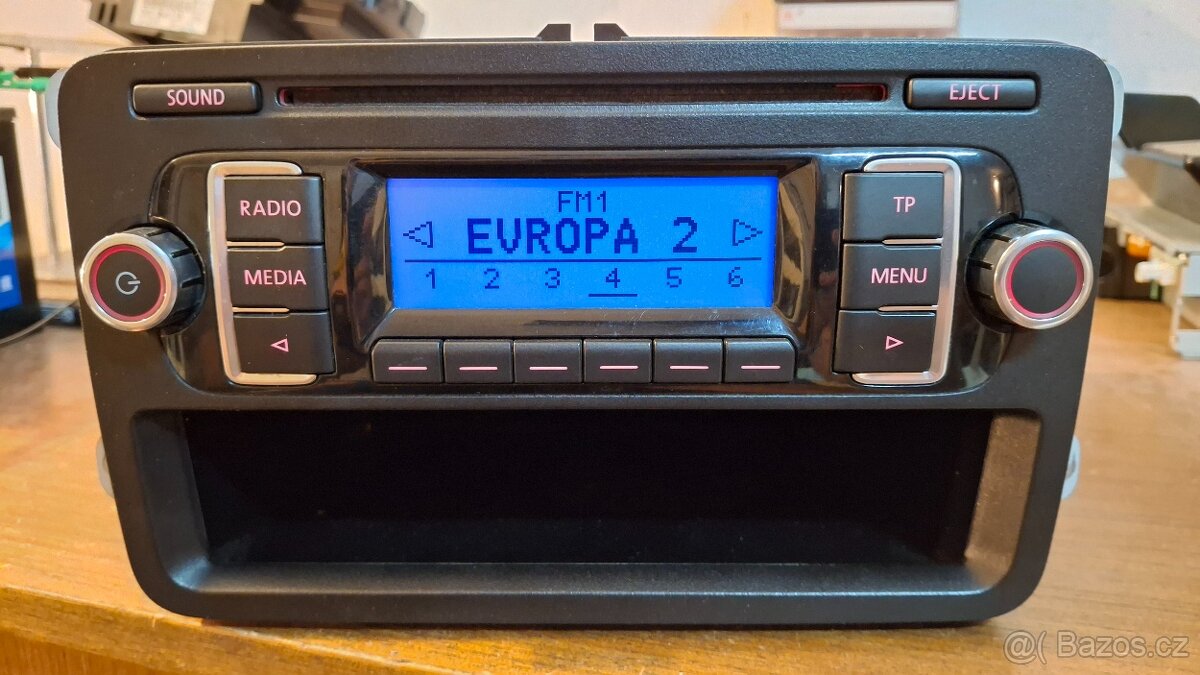 SOUND
EJECT
RADIO
MEDIA
FM1
EVROPA 2
1 2 3 4 5 6
TP
MENU
@( Bazos.cz